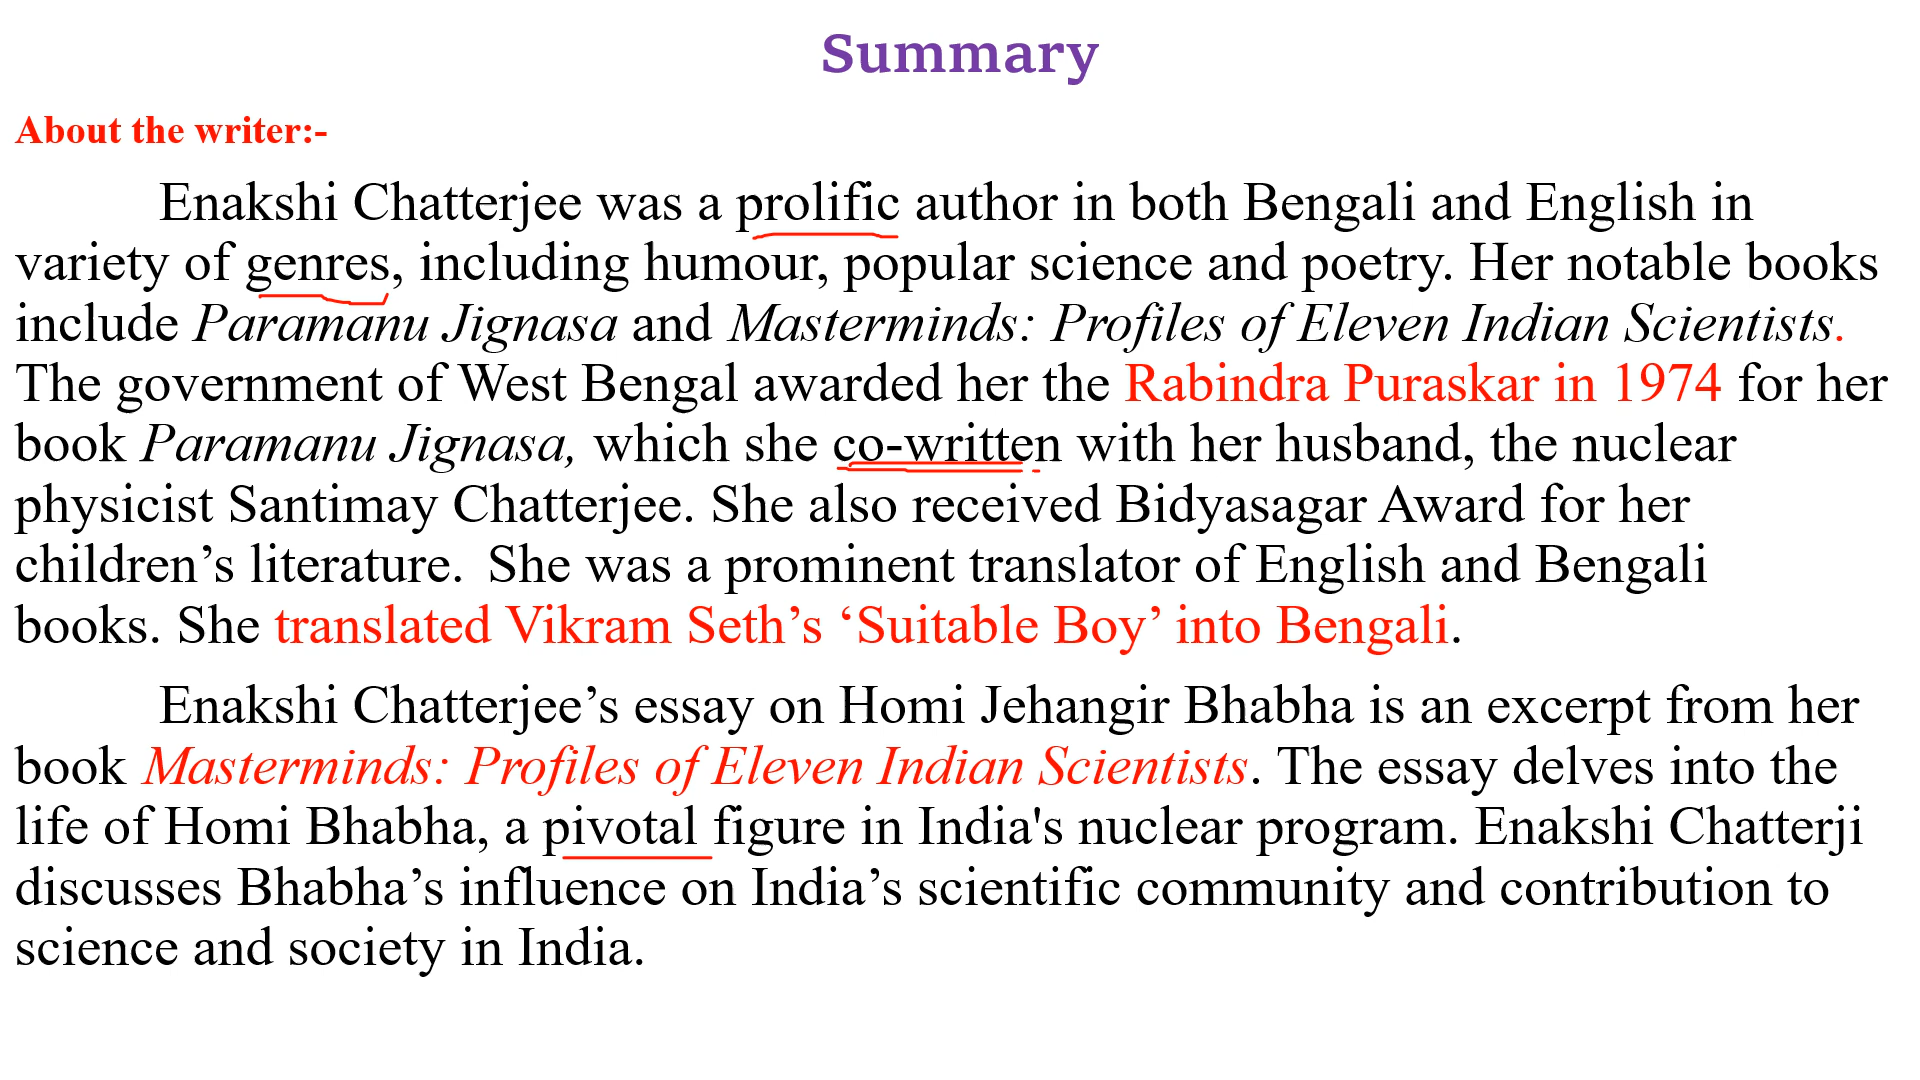 Summary
About the writer:-
Enakshi Chatterjee was a prolific author in both Bengali and English in
variety of genres, including humour, popular science and poetry. Her notable books
include Paramanu Jignasa and Masterminds: Profiles of Eleven Indian Scientists.
The government of West Bengal awarded her the Rabindra Puraskar in 1974 for her
book Paramanu Jignasa, which she co-written with her husband, the nuclear
physicist Santimay Chatterjee. She also received Bidyasagar Award for her
children’s literature. She was a prominent translator of English and Bengali
books. She translated Vikram Seth’s ‘Suitable Boy’ into Bengali.
Enakshi Chatterjee’s essay on Homi Jehangir Bhabha is an excerpt from her
book Masterminds: Profiles of Eleven Indian Scientists. The essay delves into the
life of Homi Bhabha, a pivotal figure in India's nuclear program. Enakshi Chatterji
discusses Bhabha’s influence on India’s scientific community and contribution to
science and society in India.